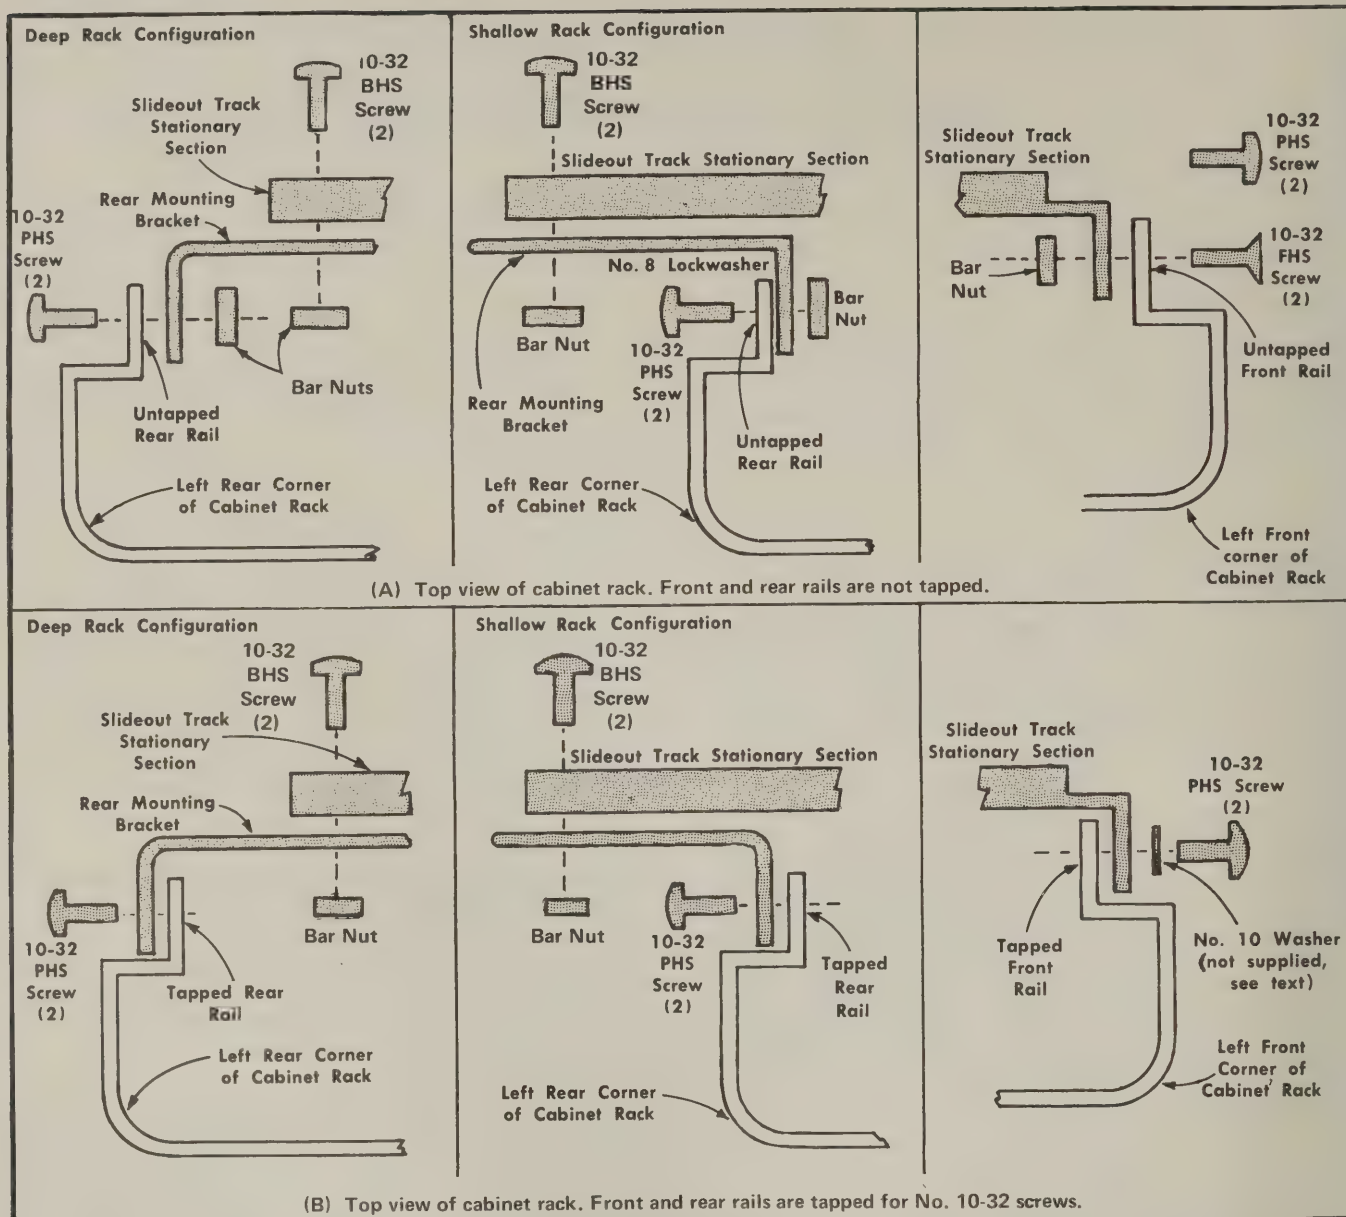 Deep Rack Configuration
10-32
BHS
Screw
(2)
Slideout Track
Stationary
Section
Rear Mounting
Bracket
10-32
PHS
Screw
(2)
Bar Nuts
Untapped
Rear Rail
Left Rear Corner
of Cabinet Rack
Shallow Rack Configuration
10-32
BHS
Screw
(2)
Slideout Track Stationary Section
No. 8 Lockwasher
Bar
Nut
Bar Nut
10-32
PHS
Screw
(2)
Rear Mounting
Bracket
Untapped
Rear Rail
Left Rear Corner
of Cabinet Rack
Slideout Track
Stationary Section
10-32
PHS
Screw
(2)
10-32
FHS
Screw
(2)
Bar
Nut
Untapped
Front Rail
Left Front
corner of
Cabinet Rack
(A) Top view of cabinet rack. Front and rear rails are not tapped.
Deep Rack Configuration
10-32
BHS
Screw
(2)
Slideout Track
Stationary
Section
Rear Mounting
Bracket
10-32
PHS
Screw
(2)
Bar Nut
Tapped Rear
Rail
Left Rear Corner
of Cabinet Rack
Shallow Rack Configuration
10-32
BHS
Screw
(2)
Slideout Track Stationary Section
Bar Nut
10-32
PHS
Screw
(2)
Tapped
Rear
Rail
Left Rear Corner
of Cabinet Rack
Slideout Track
Stationary Section
10-32
PHS Screw
(2)
Tapped
Front
Rail
No. 10 Washer
(not supplied,
see text)
Left Front
Corner of
Cabinet Rack
(B) Top view of cabinet rack. Front and rear rails are tapped for No. 10-32 screws.